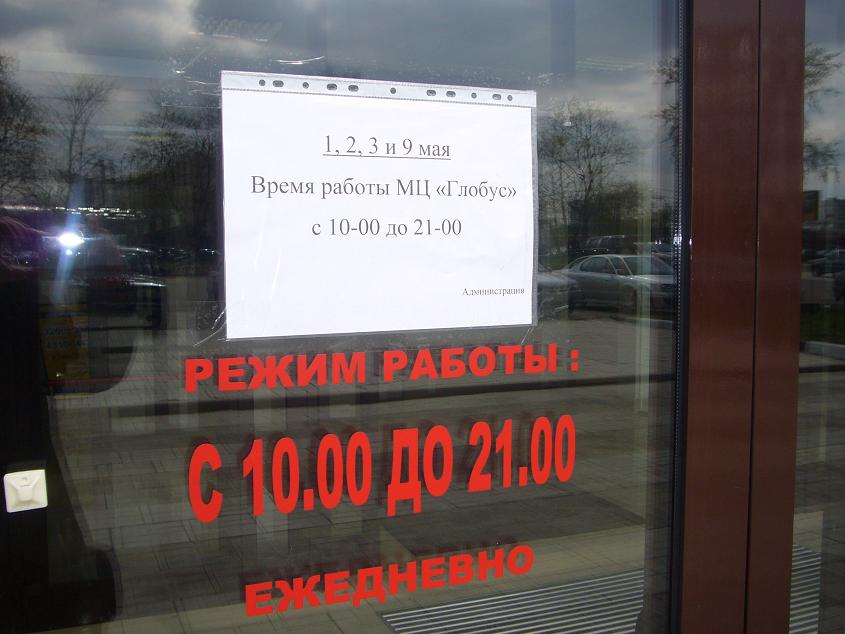 1, 2, 3 и 9 мая
Время работы МЦ «Глобус»
с 10-00 до 21-00
Администрация
РЕЖИМ РАБОТЫ :
С 10.00 ДО 21.00
ЕЖЕДНЕВНО